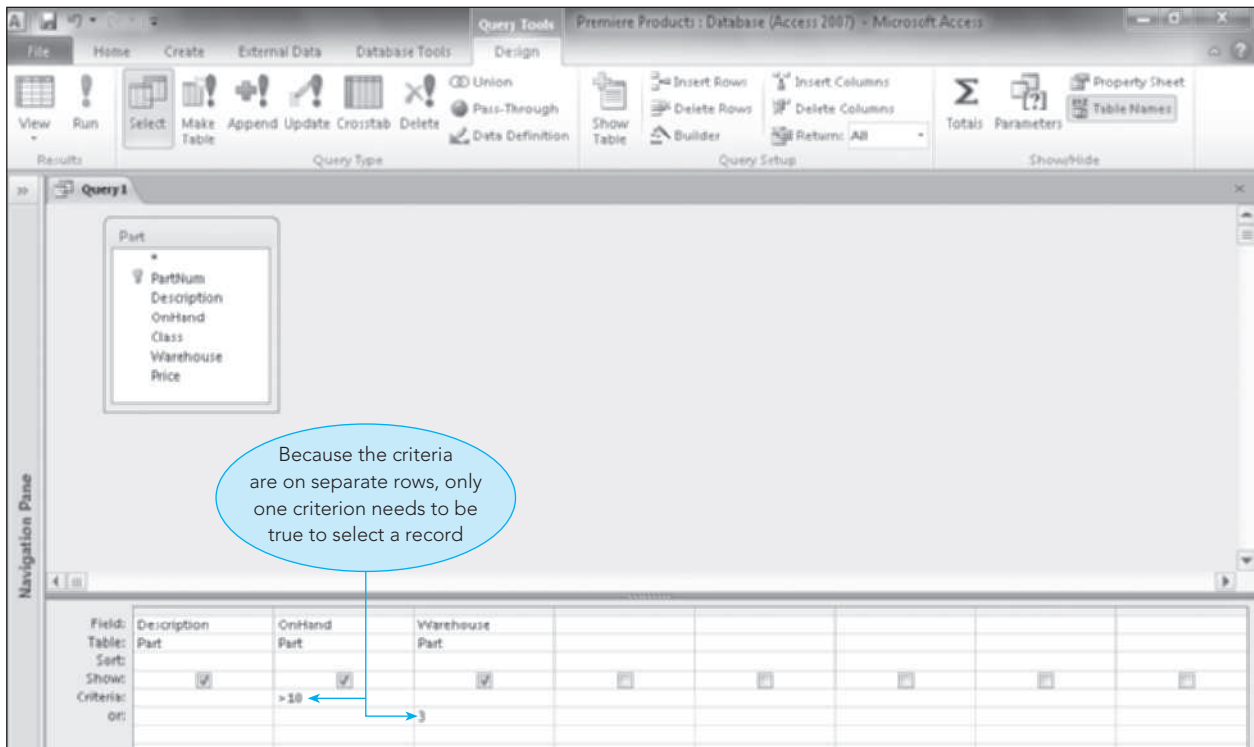 Query Tools Premiere Products : Database (Access 2007) - Microsoft Access
File Home Create External Data Database Tools Design
View
Run
Select
Make Table
Append
Update
Crosstab
Delete
Union
Pass-Through
Data Definition
Show Table
Insert Rows
Delete Rows
Builder
Insert Columns
Delete Columns
Return: All
Totals
Parameters
Property Sheet
Table Names
Results Query Type Query Setup Show/Hide
Query1
Part
*
PartNum
Description
OnHand
Class
Warehouse
Price
Because the criteria
are on separate rows, only
one criterion needs to be
true to select a record
Navigation Pane
Field: Description OnHand Warehouse
Table: Part Part Part
Sort:
Show:
Criteria: >10
or: 3